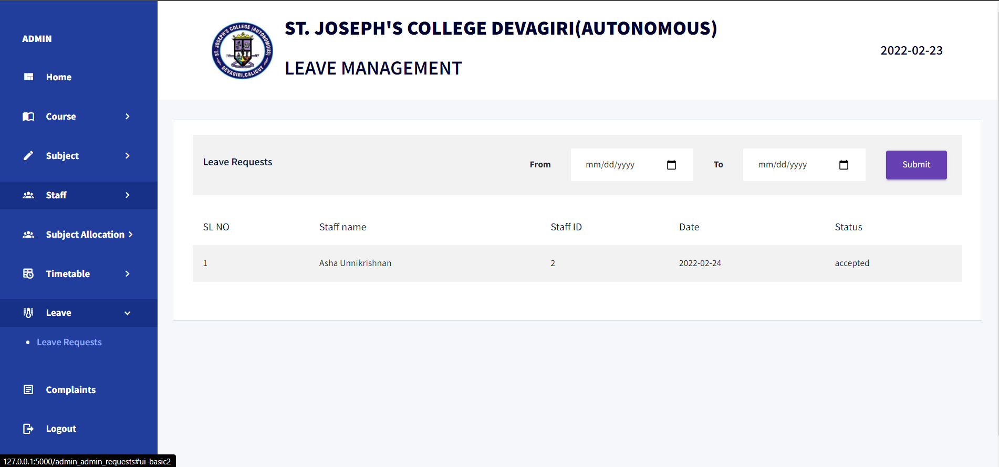 ADMIN
Home
Course
Subject
Staff
Subject Allocation
Timetable
Leave
Leave Requests
Complaints
Logout
127.0.0.1:5000/admin_admin_requests#ui-basic2
ST. JOSEPH'S COLLEGE (AUTONOMOUS)
DEVAGIRI, CALICUT
ST. JOSEPH'S COLLEGE DEVAGIRI(AUTONOMOUS)
LEAVE MANAGEMENT
2022-02-23
Leave Requests From mm/dd/yyyy To mm/dd/yyyy Submit
SL NO Staff name Staff ID Date Status
1 Asha Unnikrishnan 2 2022-02-24 accepted